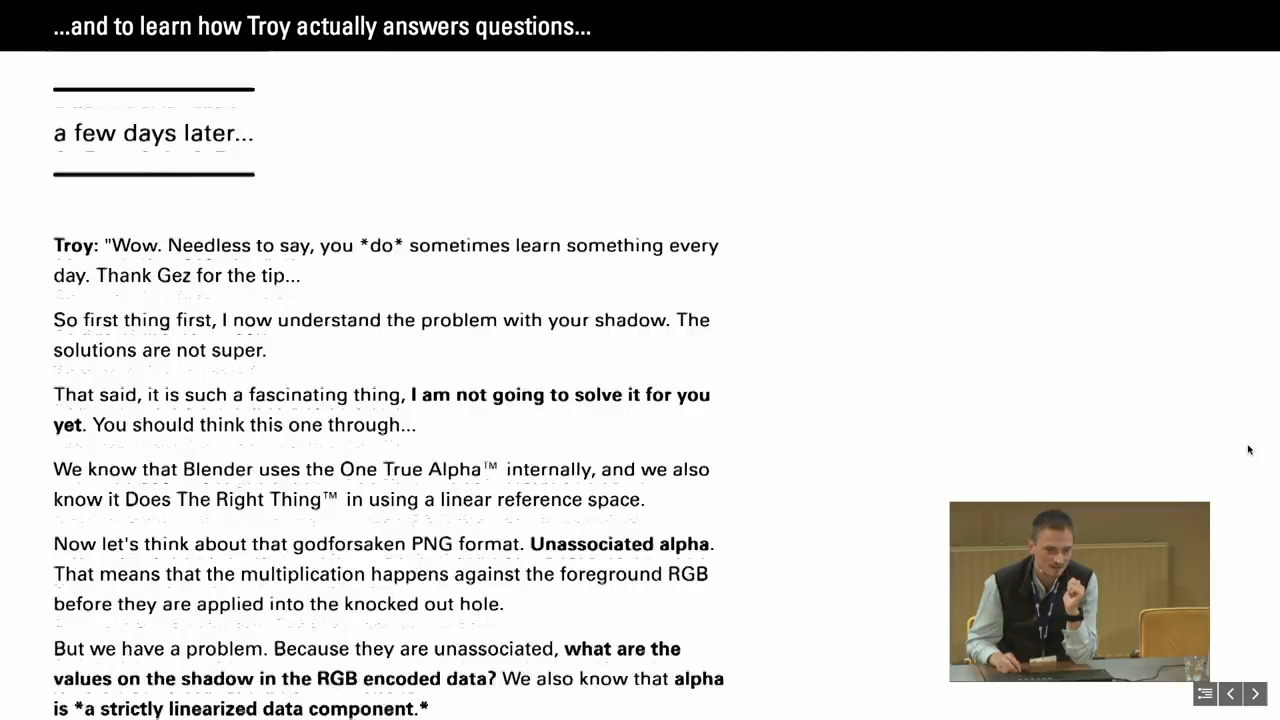 ...and to learn how Troy actually answers questions...
a few days later...
Troy: "Wow. Needless to say, you *do* sometimes learn something every
day. Thank Gez for the tip...
So first thing first, I now understand the problem with your shadow. The
solutions are not super.
That said, it is such a fascinating thing, I am not going to solve it for you
yet. You should think this one through...
We know that Blender uses the One True Alpha™ internally, and we also
know it Does The Right Thing™ in using a linear reference space.
Now let's think about that godforsaken PNG format. Unassociated alpha.
That means that the multiplication happens against the foreground RGB
before they are applied into the knocked out hole.
But we have a problem. Because they are unassociated, what are the
values on the shadow in the RGB encoded data? We also know that alpha
is *a strictly linearized data component.*